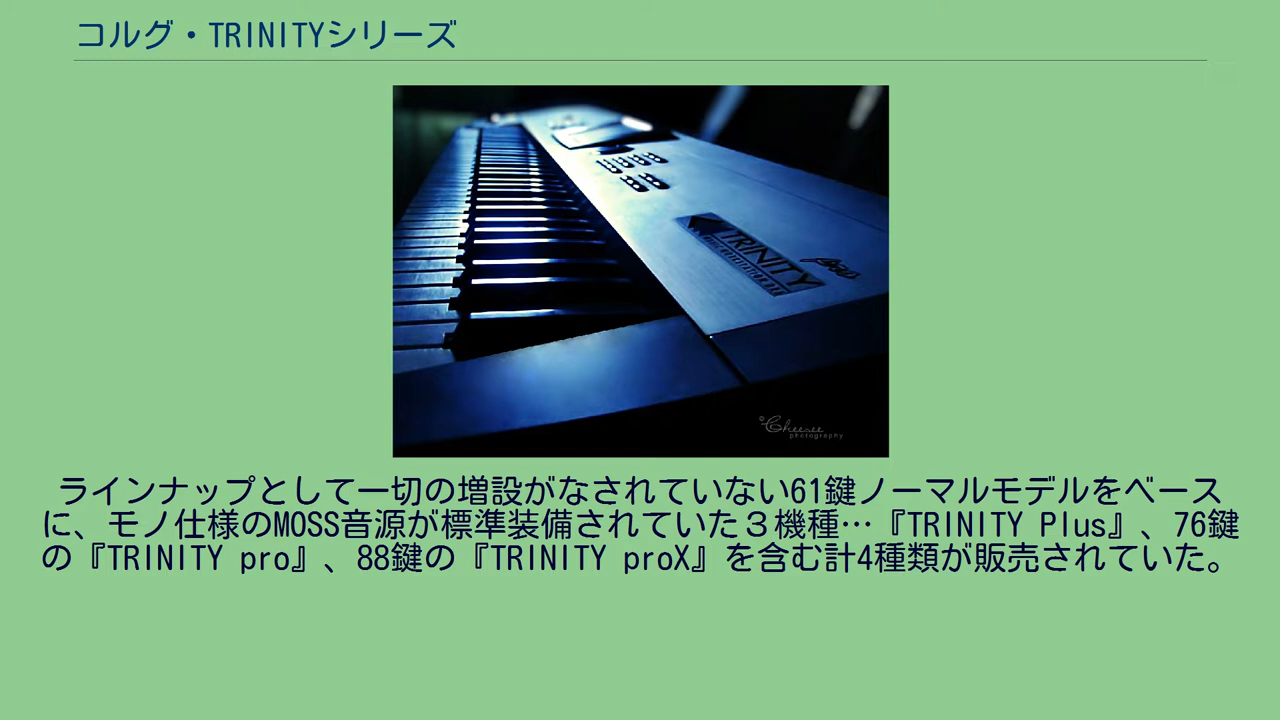 コルグ・TRINITYシリーズ
TRINITY
plus
photography
ラインナップとして一切の増設がなされていない61鍵ノーマルモデルをベース
に、モノ仕様のMOSS音源が標準装備されていた３機種…『TRINITY Plus』、76鍵
の『TRINITY pro』、88鍵の『TRINITY proX』を含む計4種類が販売されていた。